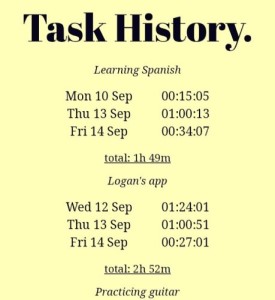 Task History.
Learning Spanish
Mon 10 Sep 00:15:05
Thu 13 Sep 01:00:13
Fri 14 Sep 00:34:07
total: 1h 49m
Logan's app
Wed 12 Sep 01:24:01
Thu 13 Sep 01:00:51
Fri 14 Sep 00:27:01
total: 2h 52m
Practicing guitar